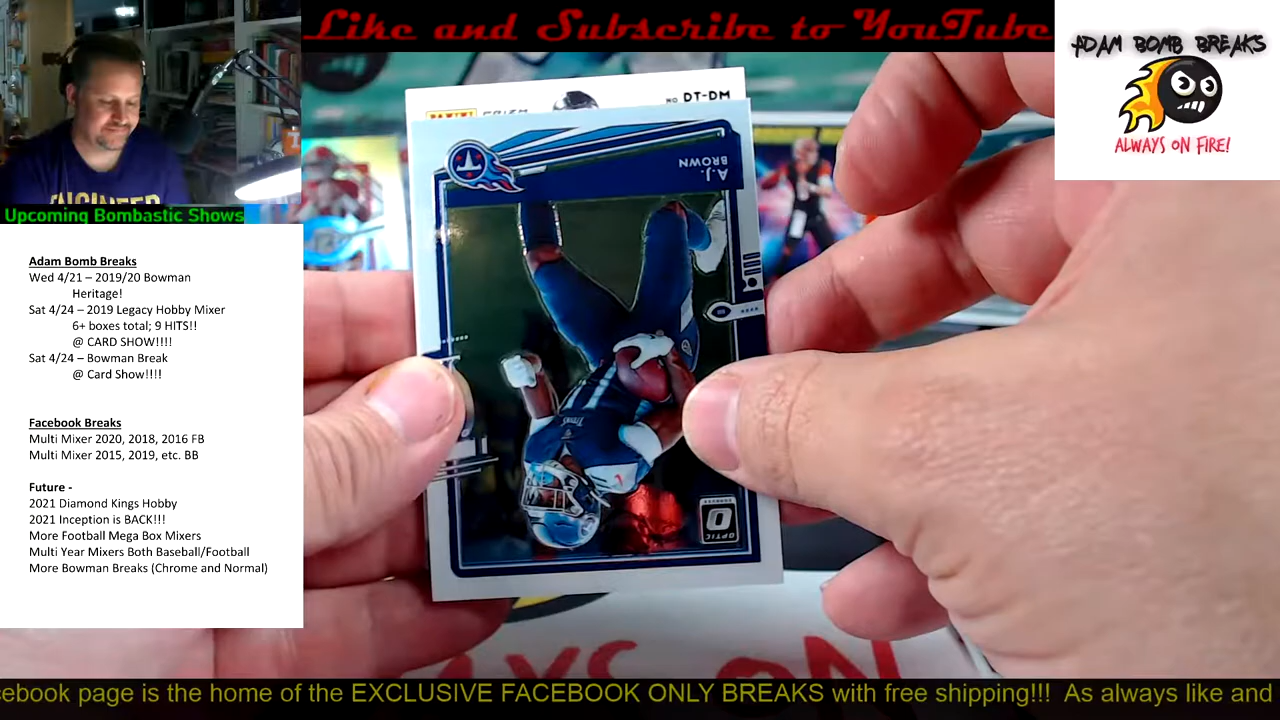 Like and Subscribe to YouTube
ADAM BOMB BREAKS
ALWAYS ON FIRE!
Upcoming Bombastic Shows
Adam Bomb Breaks
Wed 4/21 – 2019/20 Bowman
Heritage!
Sat 4/24 – 2019 Legacy Hobby Mixer
6+ boxes total; 9 HITS!!
@ CARD SHOW!!!!
Sat 4/24 – Bowman Break
@ Card Show!!!!
Facebook Breaks
Multi Mixer 2020, 2018, 2016 FB
Multi Mixer 2015, 2019, etc. BB
Future -
2021 Diamond Kings Hobby
2021 Inception is BACK!!!
More Football Mega Box Mixers
Multi Year Mixers Both Baseball/Football
More Bowman Breaks (Chrome and Normal)
PANINI PRIZM
NO DT-DM
A.J.
BROWN
TITANS
OPTIC
ON
cebook page is the home of the EXCLUSIVE FACEBOOK ONLY BREAKS with free shipping!!! As always like and